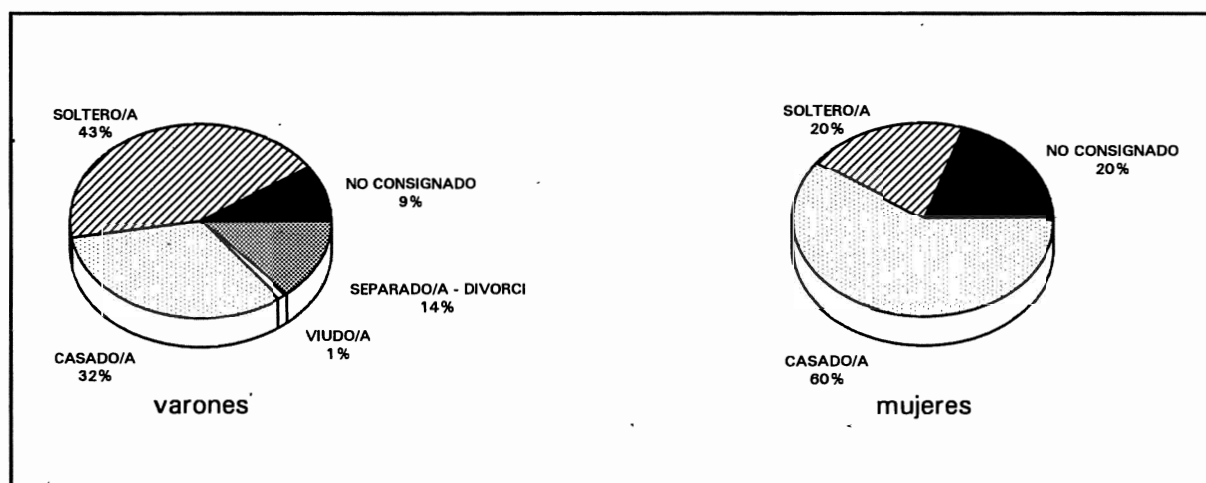 SOLTERO/A
43%
NO CONSIGNADO
9%
SEPARADO/A - DIVORCI
14%
VIUDO/A
1%
CASADO/A
32%
varones
SOLTERO/A
20%
NO CONSIGNADO
20%
CASADO/A
60%
mujeres